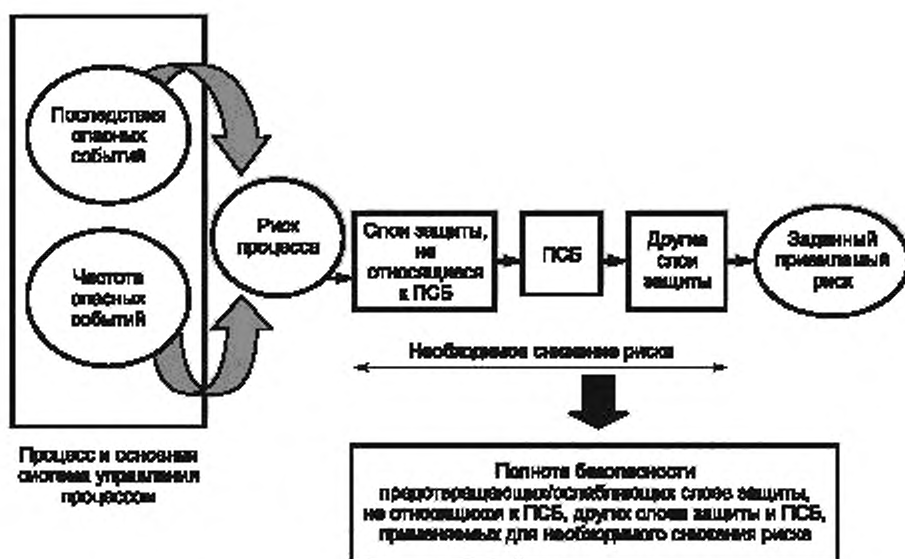 Последствия
опасных
событий
Частота
опасных
событий
Процесс и основная
система управления
процессом
Риск
процесса
Слои защиты,
не
относящиеся
к ПСБ
ПСБ
Другие
слои
защиты
Заданный
приемлемый
риск
Необходимое снижение риска
Полнота безопасности
предотвращающих/ослабляющих слоев защиты,
не относящихся к ПСБ, других слоев защиты и ПСБ,
применяемых для необходимого снижения риска